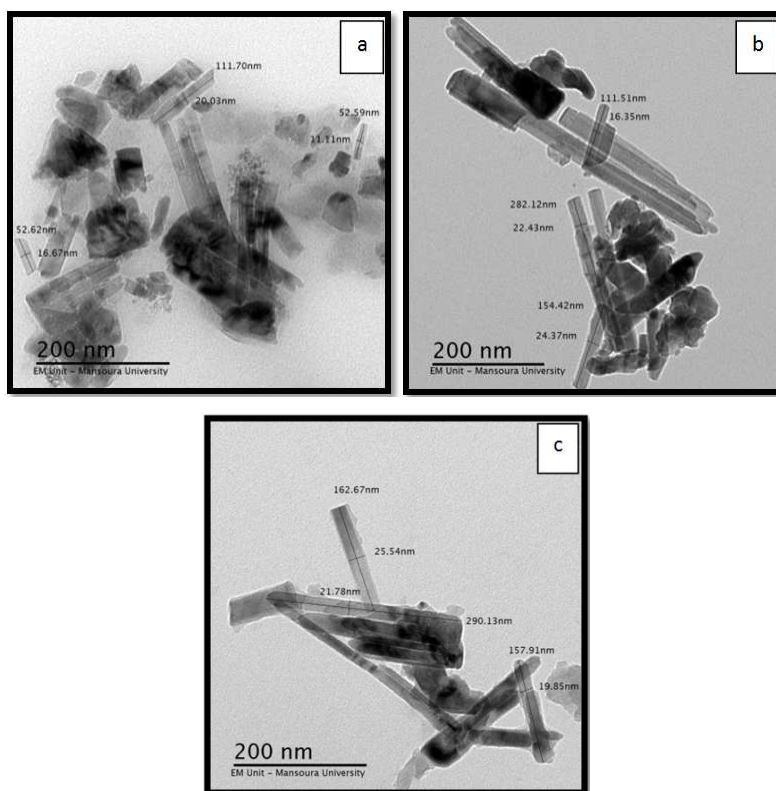 a
111.70nm
20.03nm
52.59nm
11.11nm
52.62nm
16.67nm
200 nm
EM Unit - Mansoura University
b
111.51nm
16.35nm
282.12nm
22.43nm
154.42nm
24.37nm
200 nm
EM Unit - Mansoura University
c
162.67nm
25.54nm
21.78nm
290.13nm
157.91nm
19.85nm
200 nm
EM Unit - Mansoura University